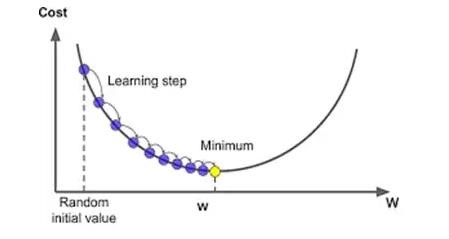 Cost
Learning step
Minimum
Random
initial value
w
W